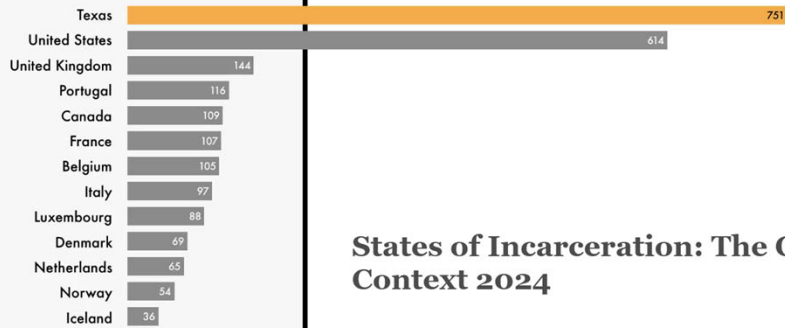 Texas 751
United States 614
United Kingdom 144
Portugal 116
Canada 109
France 107
Belgium 105
Italy 97
Luxembourg 88
Denmark 69
Netherlands 65
Norway 54
Iceland 36
States of Incarceration: The
Context 2024